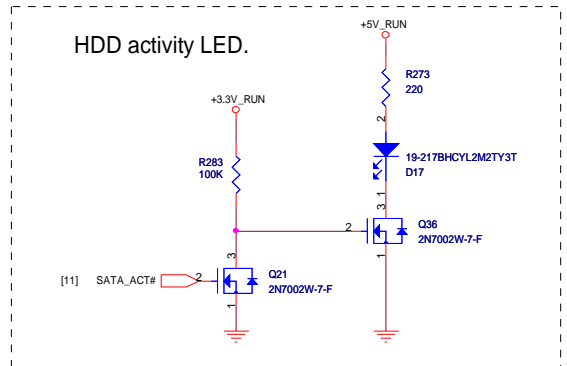 HDD activity LED.
+5V_RUN
R273
220
+3.3V_RUN
2
R283
100K
19-217BHCYL2M2TY3T
D17
1
3
Q36
2N7002W-7-F
2
1
3
[11] SATA_ACT# 2
Q21
2N7002W-7-F
1